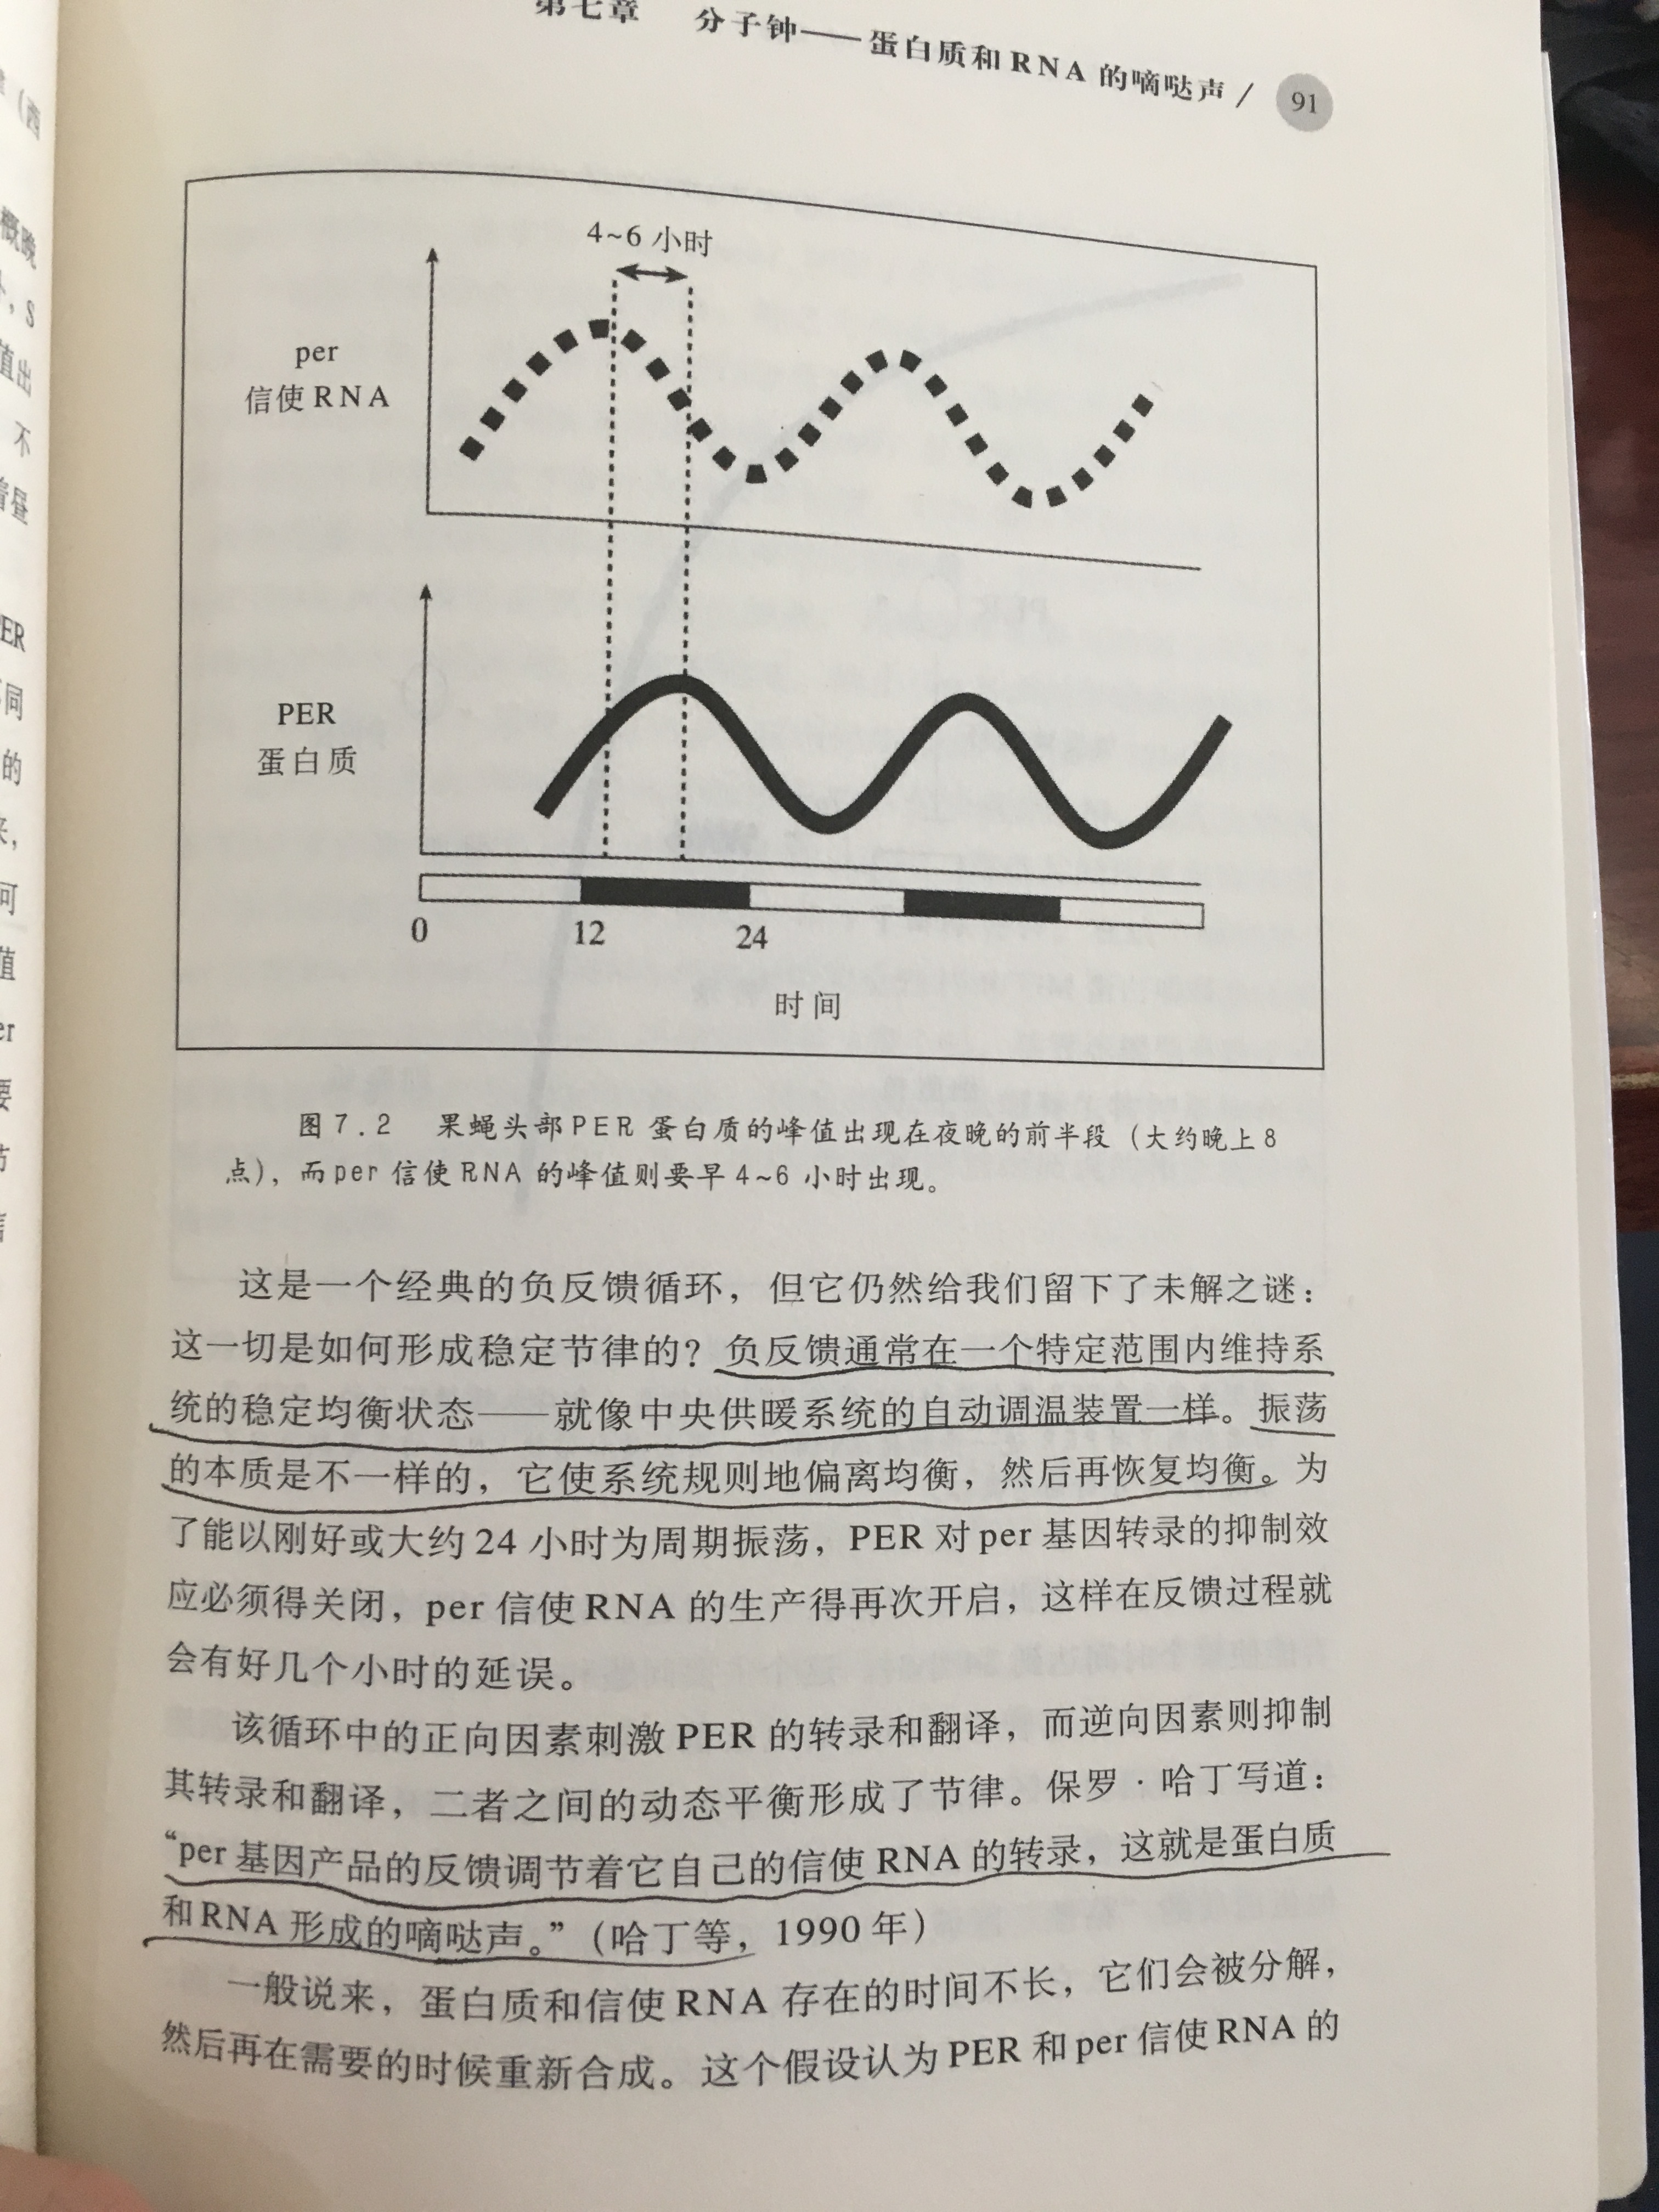 第七章 分子钟——蛋白质和RNA的嘀哒声/ 91
4~6 小时
per
信使RNA
PER
蛋白质
0 12 24
时间
图7.2 果蝇头部PER蛋白质的峰值出现在夜晚的前半段（大约晚上8
点），而per信使RNA的峰值则要早4~6小时出现。
这是一个经典的负反馈循环，但它仍然给我们留下了未解之谜：
这一切是如何形成稳定节律的？负反馈通常在一个特定范围内维持系
统的稳定均衡状态——就像中央供暖系统的自动调温装置一样。振荡
的本质是不一样的，它使系统规则地偏离均衡，然后再恢复均衡。为
了能以刚好或大约24小时为周期振荡，PER对per基因转录的抑制效
应必须得关闭，per信使RNA的生产得再次开启，这样在反馈过程就
会有好几个小时的延误。
该循环中的正向因素刺激PER的转录和翻译，而逆向因素则抑制
其转录和翻译，二者之间的动态平衡形成了节律。保罗·哈丁写道：
“per基因产品的反馈调节着它自己的信使RNA的转录，这就是蛋白质
和RNA形成的嘀哒声。”（哈丁等，1990年）
一般说来，蛋白质和信使RNA存在的时间不长，它们会被分解，
然后再在需要的时候重新合成。这个假设认为PER和per信使RNA的